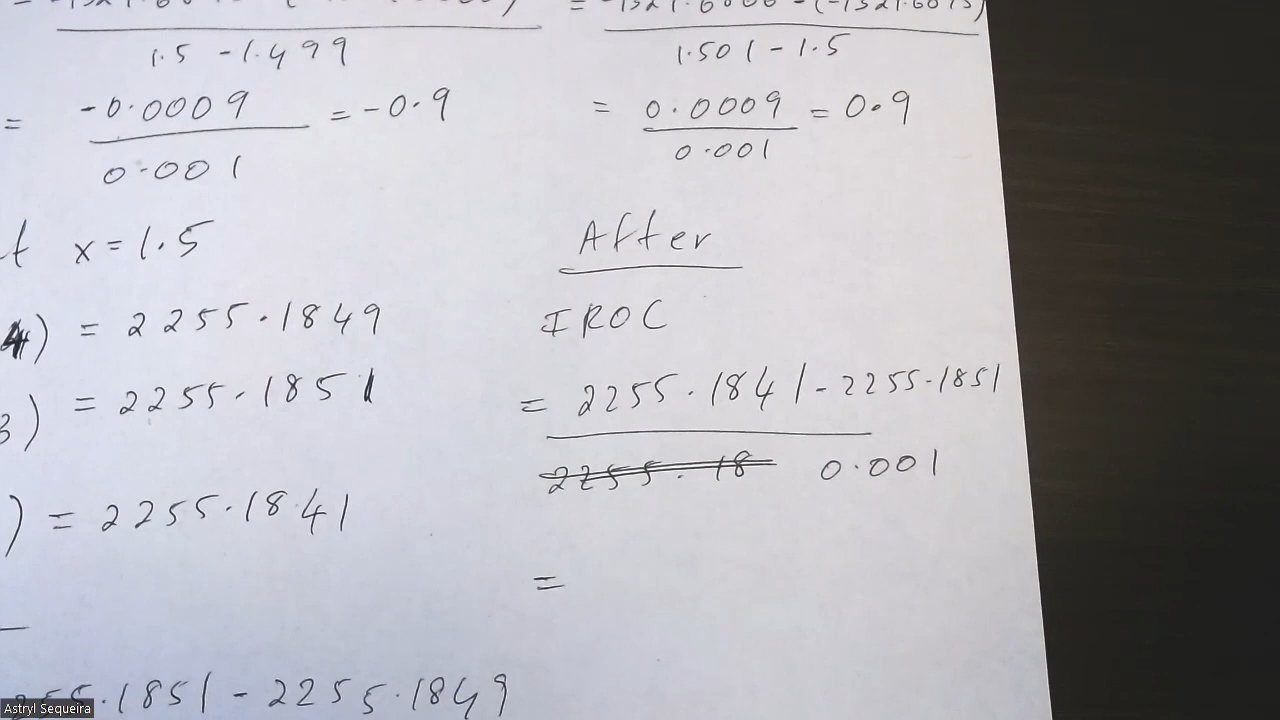 1.5 - 1.499
1.501 - 1.5
= -0.0009 = -0.9
0.001
= 0.0009 = 0.9
0.001
x = 1.5
4) = 2255.1849
3) = 2255.1851
) = 2255.1841
After
IROC
= 2255.1841 - 2255.1851
0.001
=
.1851 - 2255.1849
Astryl Sequeira